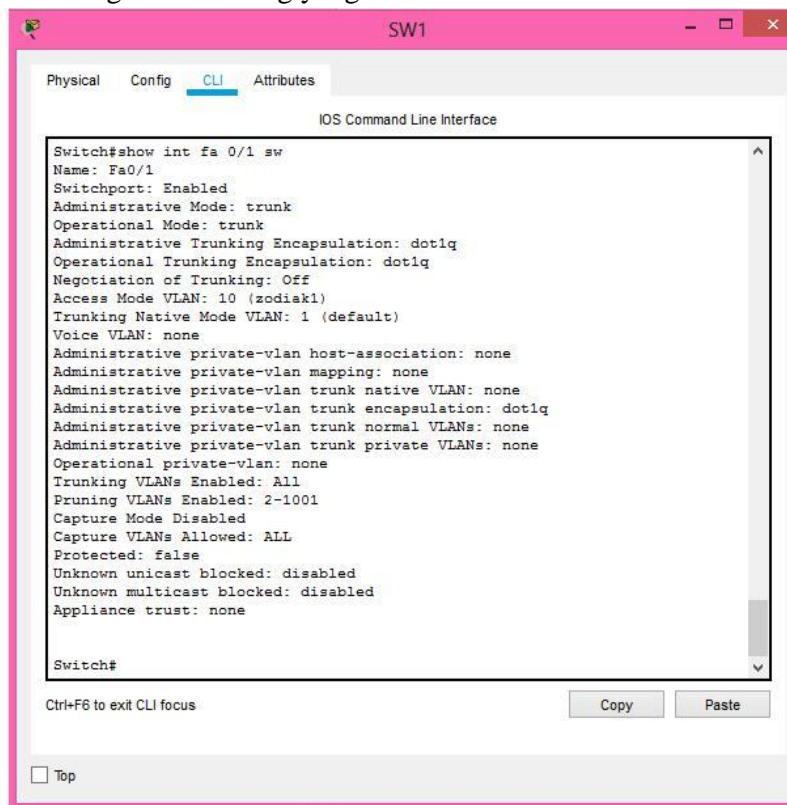 SW1
Physical Config CLI Attributes
IOS Command Line Interface
Switch#show int fa 0/1 sw
Name: Fa0/1
Switchport: Enabled
Administrative Mode: trunk
Operational Mode: trunk
Administrative Trunking Encapsulation: dot1q
Operational Trunking Encapsulation: dot1q
Negotiation of Trunking: Off
Access Mode VLAN: 10 (zodiak1)
Trunking Native Mode VLAN: 1 (default)
Voice VLAN: none
Administrative private-vlan host-association: none
Administrative private-vlan mapping: none
Administrative private-vlan trunk native VLAN: none
Administrative private-vlan trunk encapsulation: dot1q
Administrative private-vlan trunk normal VLANs: none
Administrative private-vlan trunk private VLANs: none
Operational private-vlan: none
Trunking VLANs Enabled: All
Pruning VLANs Enabled: 2-1001
Capture Mode Disabled
Capture VLANs Allowed: ALL
Protected: false
Unknown unicast blocked: disabled
Unknown multicast blocked: disabled
Appliance trust: none
Switch#
Ctrl+F6 to exit CLI focus
Copy Paste
Top